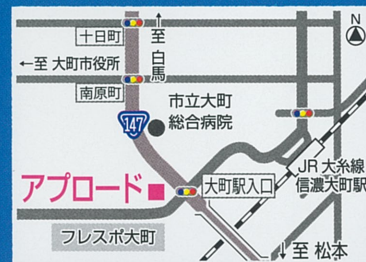 十日町
↑至白馬
N
←至 大町市役所
南原町
147
市立大町
総合病院
JR 大糸線
信濃大町駅
アプロード
大町駅入口
フレスポ大町
↓至 松本